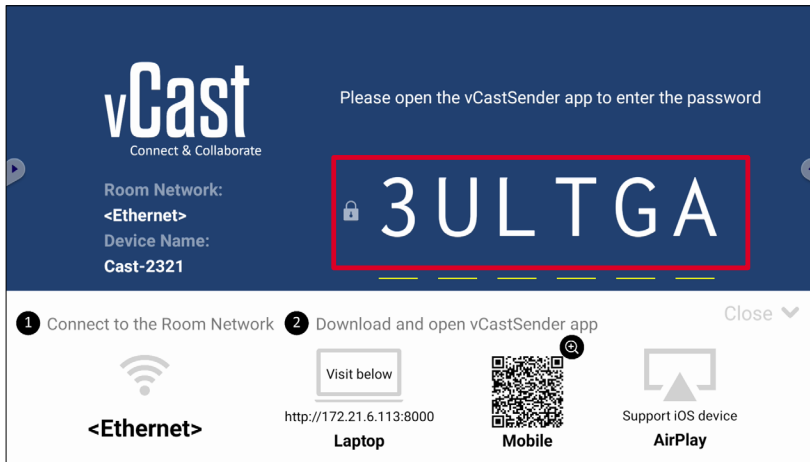 vCast
Connect & Collaborate
Please open the vCastSender app to enter the password
3ULTGA
Room Network:
<Ethernet>
Device Name:
Cast-2321
Close
1 Connect to the Room Network
2 Download and open vCastSender app
<Ethernet>
Visit below
http://172.21.6.113:8000
Laptop
Mobile
Support iOS device
AirPlay